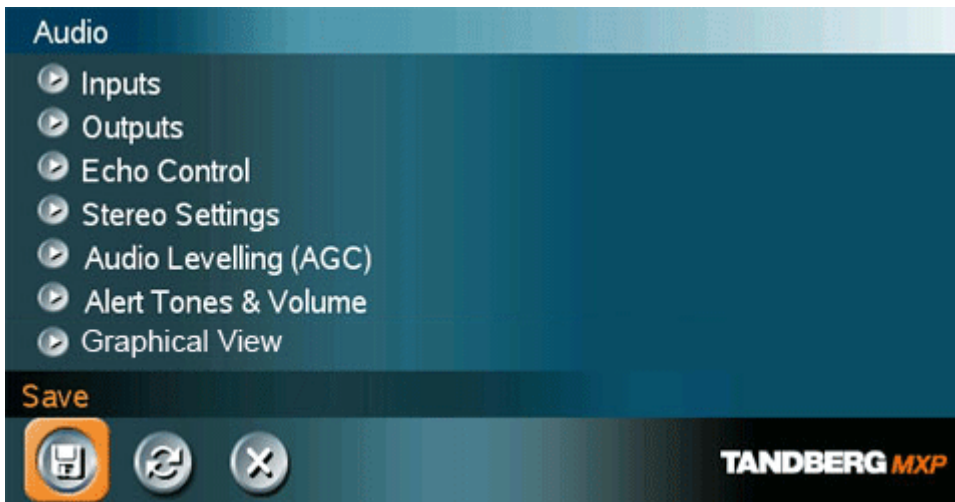 Audio
Inputs
Outputs
Echo Control
Stereo Settings
Audio Levelling (AGC)
Alert Tones & Volume
Graphical View
Save
TANDBERG MXP